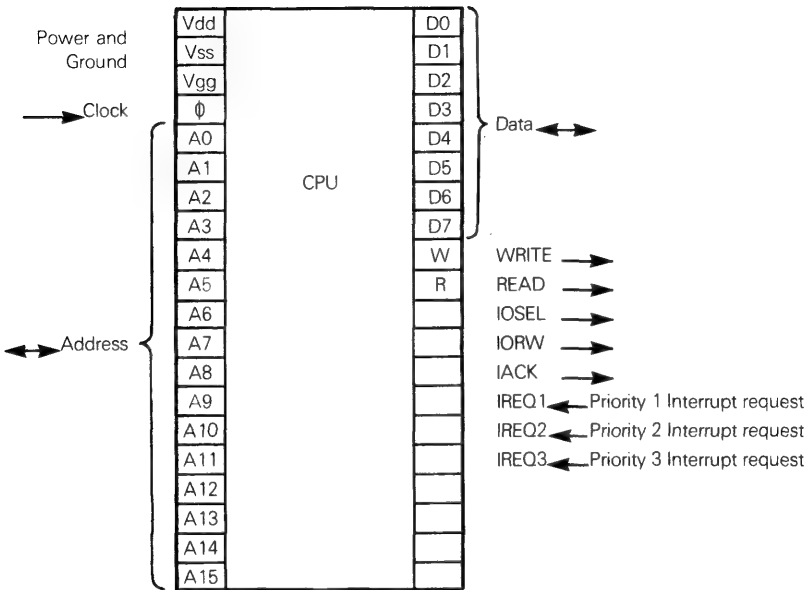 Power and
Ground
Clock
Address
Vdd
Vss
Vgg
ϕ
A0
A1
A2
A3
A4
A5
A6
A7
A8
A9
A10
A11
A12
A13
A14
A15
CPU
D0
D1
D2
D3
D4
D5
D6
D7
W
R
Data
WRITE
READ
IOSEL
IORW
IACK
IREQ1 Priority 1 Interrupt request
IREQ2 Priority 2 Interrupt request
IREQ3 Priority 3 Interrupt request